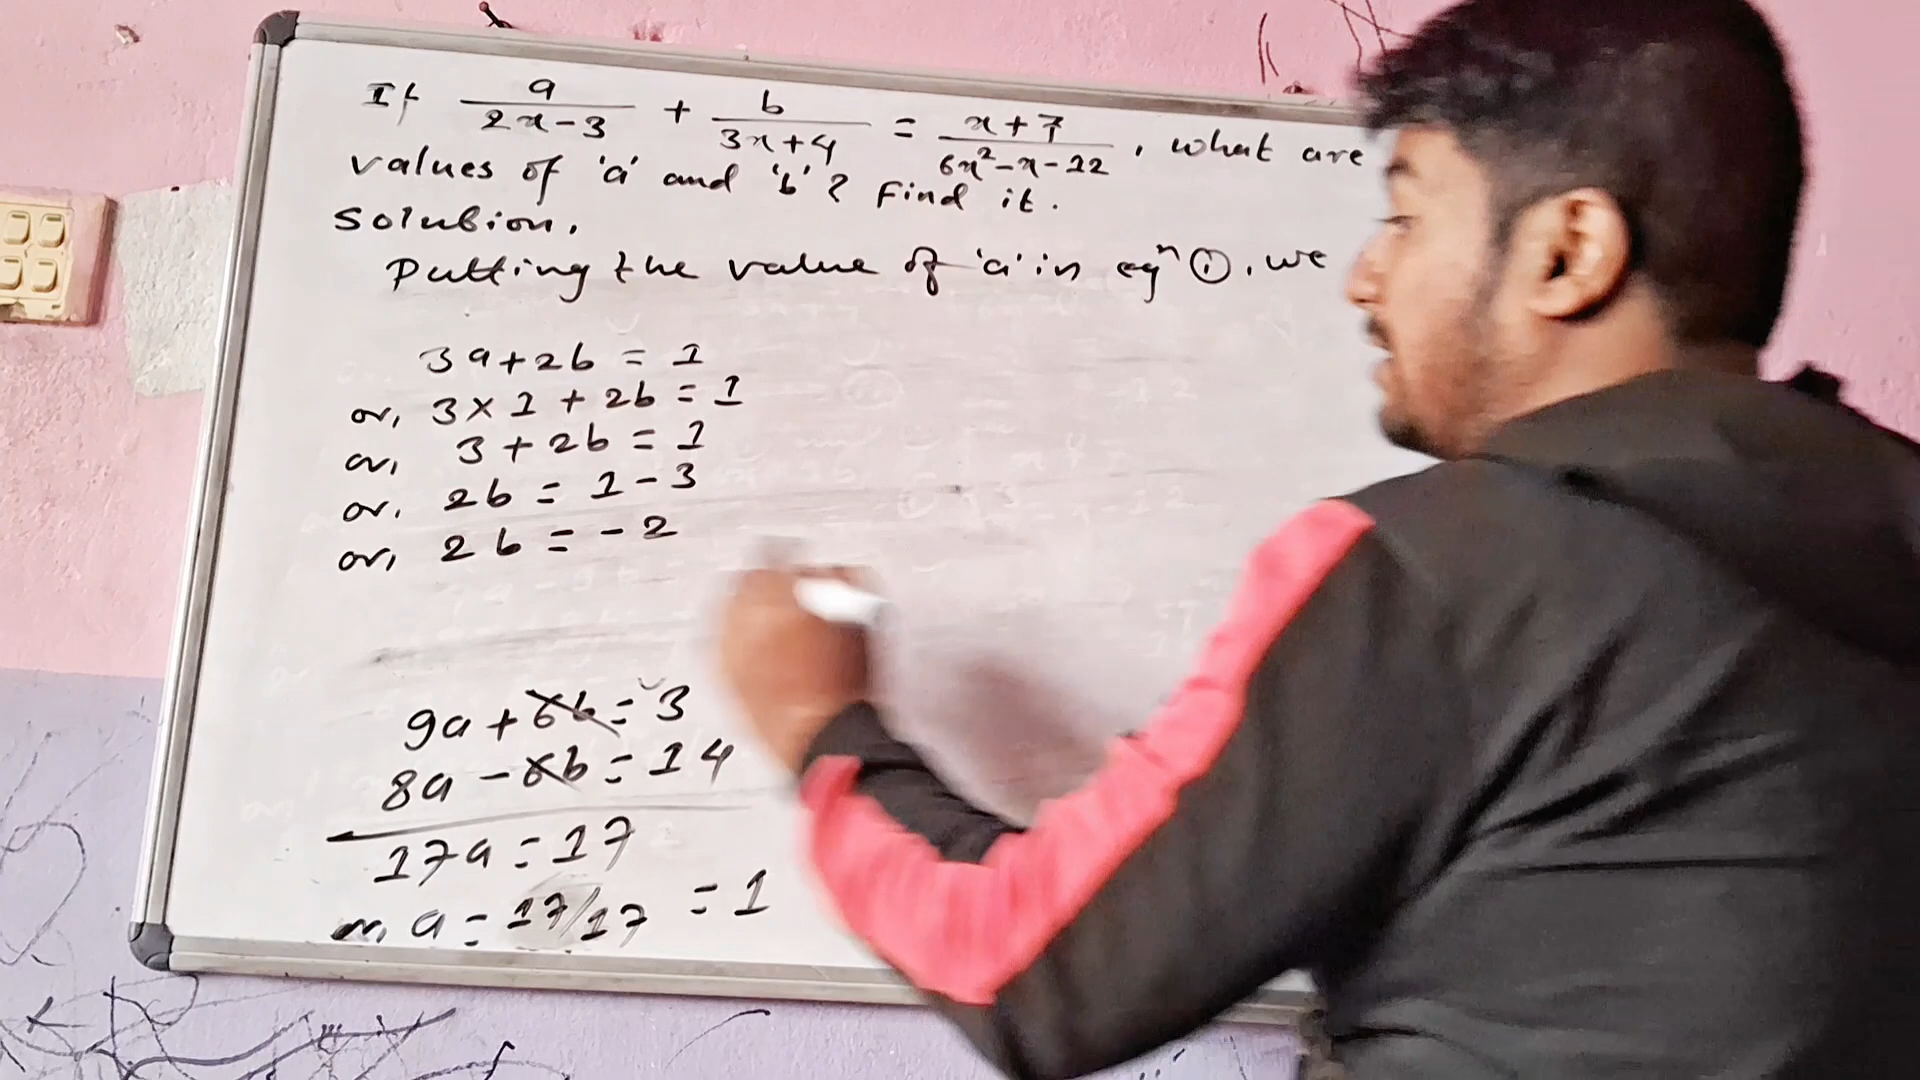 If a/(2x-3) + b/(3x+4) = (x+7)/(6x²-x-12), what are
values of 'a' and 'b'? Find it.
Solution.
Putting the value of 'a' in eqⁿ ①, we
3a+2b = 1
or, 3×1 + 2b = 1
or, 3 + 2b = 1
or, 2b = 1-3
or, 2b = -2
9a + 6b = 3
8a - 6b = 14
17a = 17
or, a = 17/17 = 1